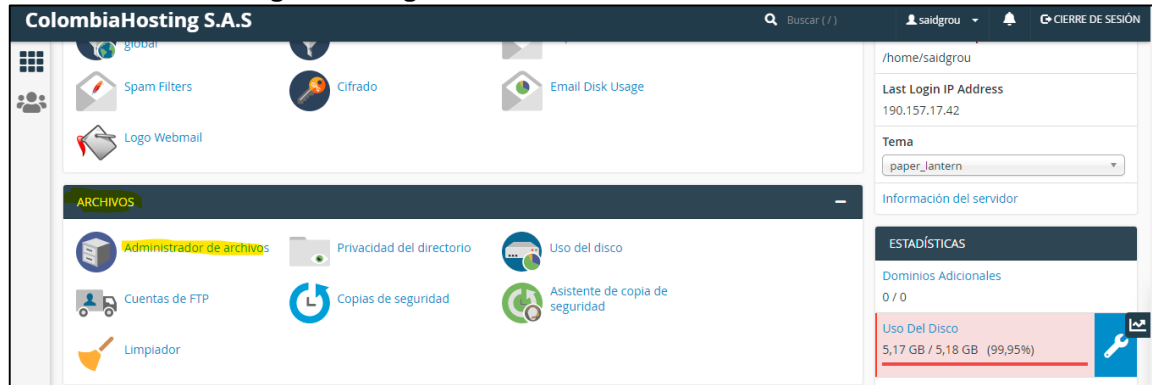 ColombiaHosting S.A.S
Buscar ( / )
saidgrou
CIERRE DE SESIÓN
global
Spam Filters
Cifrado
Email Disk Usage
Logo Webmail
/home/saidgrou
Last Login IP Address
190.157.17.42
Tema
paper_lantern
Información del servidor
ARCHIVOS
Administrador de archivos
Privacidad del directorio
Uso del disco
Cuentas de FTP
Copias de seguridad
Asistente de copia de
seguridad
Limpiador
ESTADÍSTICAS
Dominios Adicionales
0 / 0
Uso Del Disco
5,17 GB / 5,18 GB (99,95%)